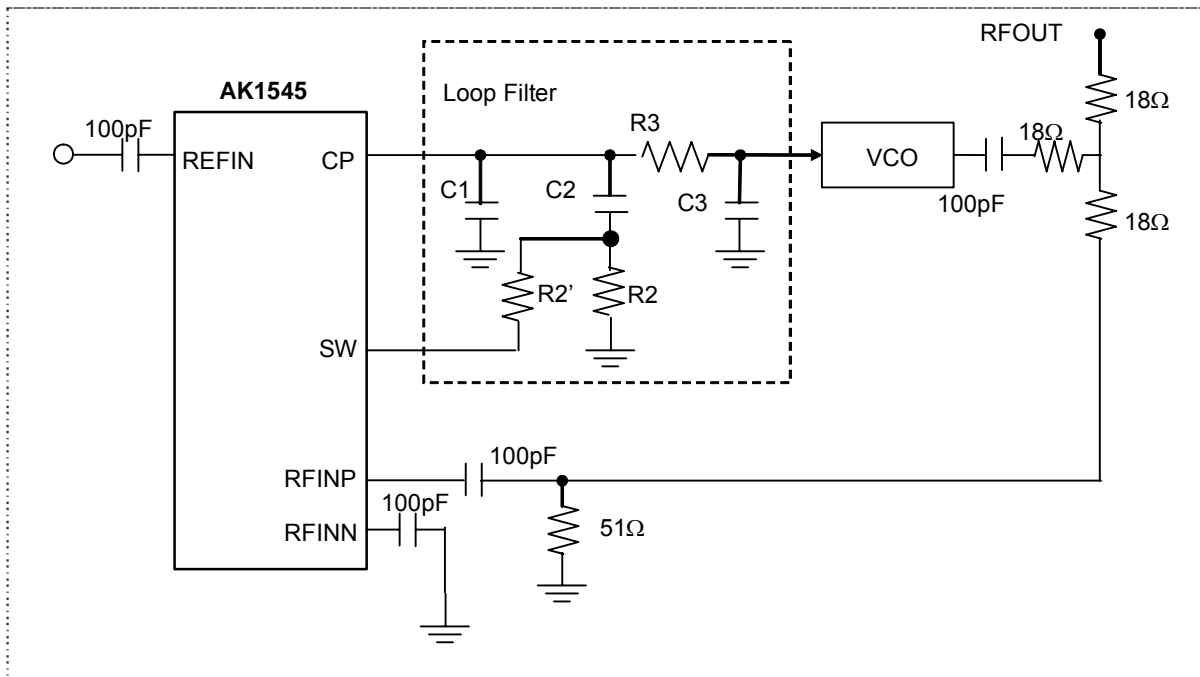 RFOUT
AK1545
Loop Filter
18Ω
100pF
R3
18Ω
REFIN
CP
VCO
C1
C2
C3
100pF
18Ω
R2’
R2
SW
100pF
RFINP
100pF
RFINN
51Ω